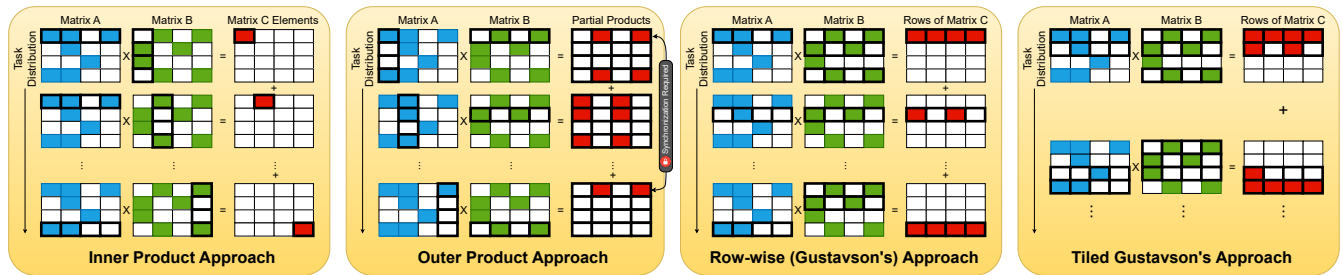 Matrix A Matrix B Matrix C Elements
Task
Distribution
X =
+
X =
⋮ ⋮ ⋮
+
X =
Inner Product Approach
Matrix A Matrix B Partial Products
Task
Distribution
X =
+
X =
⋮ ⋮ ⋮
+
X =
Synchronization Required
Outer Product Approach
Matrix A Matrix B Rows of Matrix C
Task
Distribution
X =
+
X =
⋮ ⋮ ⋮
+
X =
Row-wise (Gustavson's) Approach
Matrix A Matrix B Rows of Matrix C
Task
Distribution
X =
+
X =
⋮ ⋮ ⋮
Tiled Gustavson's Approach